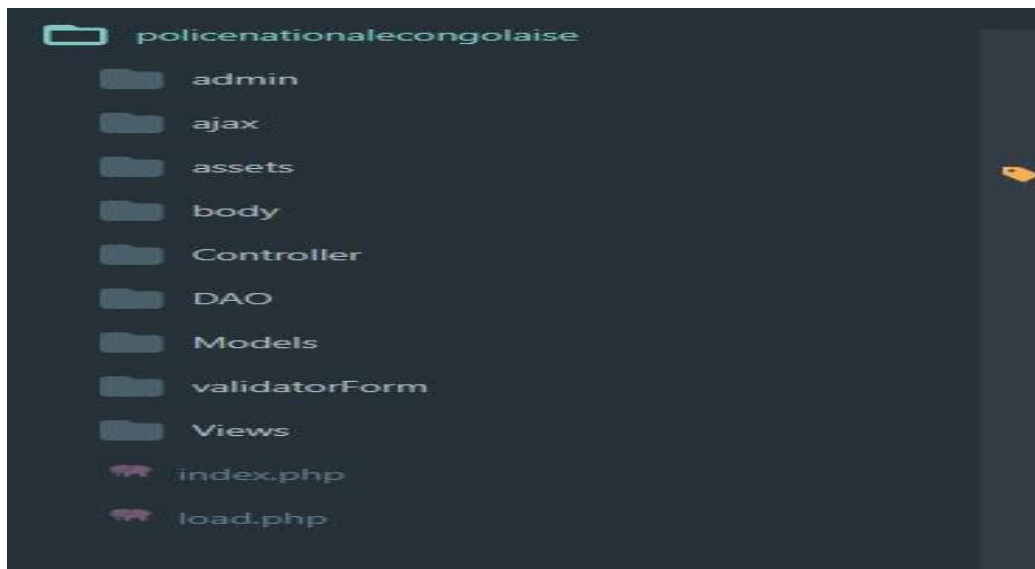 policenationalecongolaise
admin
ajax
assets
body
Controller
DAO
Models
validatorForm
Views
index.php
load.php